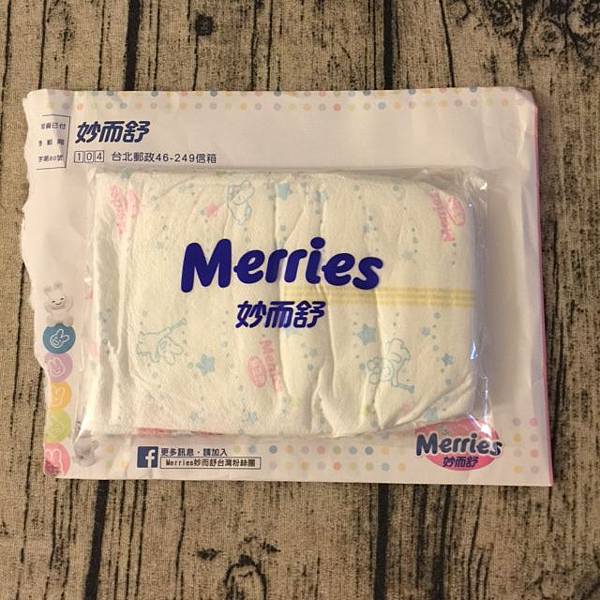 妙而舒
104 台北郵政46-249信箱
Merries
妙而舒
更多訊息，請加入
Merries妙而舒台灣粉絲團
Merries
妙而舒